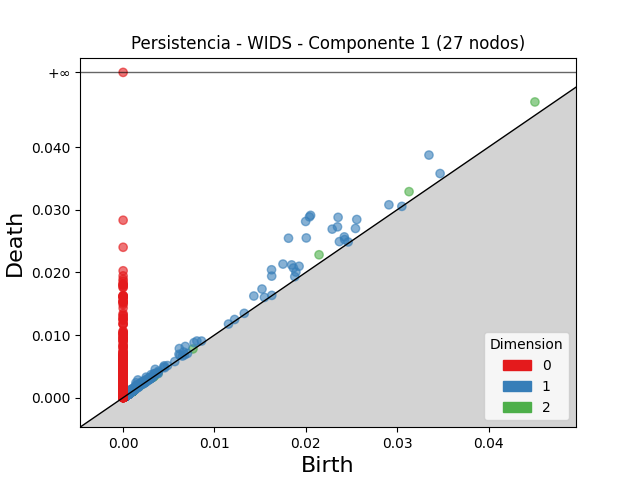 Persistencia - WIDS - Componente 1 (27 nodos)
+∞
0.040
0.030
0.020
0.010
0.000
Death
0.00 0.01 0.02 0.03 0.04
Birth
Dimension
0
1
2